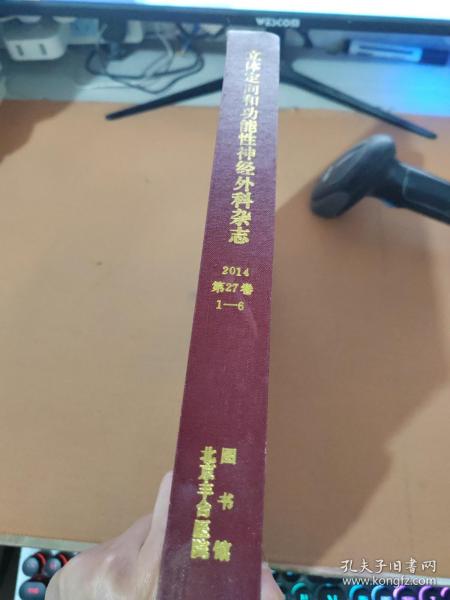 立体定向和功能性神经外科杂志
2014
第27卷
1—6
北京丰台医院
图书馆
WESCOM
孔夫子旧书网
www.kongfz.com